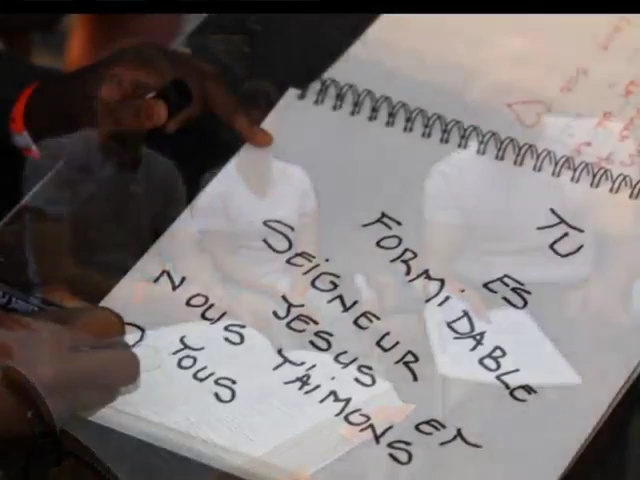 TU
ES
FORMIDABLE
SEIGNEUR
JESUS ET
NOUS T'AIMONS
TOUS